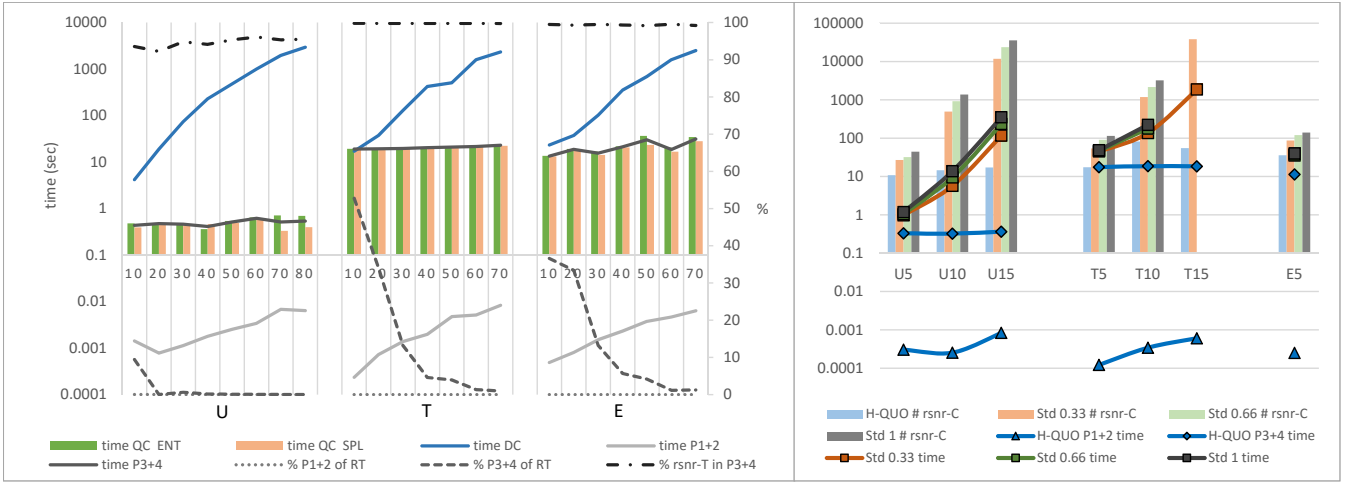 10000
1000
100
10
1
0.1
0.01
0.001
0.0001
time (sec)
100
90
80
70
60
50
40
30
20
10
0
%
10 20 30 40 50 60 70 80
10 20 30 40 50 60 70
10 20 30 40 50 60 70
U T E
time QC ENT time QC SPL time DC time P1+2
time P3+4 % P1+2 of RT % P3+4 of RT % rsnr-T in P3+4
100000
10000
1000
100
10
1
0.1
0.01
0.001
0.0001
U5 U10 U15 T5 T10 T15 E5
H-QUO # rsnr-C Std 0.33 # rsnr-C Std 0.66 # rsnr-C
Std 1 # rsnr-C H-QUO P1+2 time H-QUO P3+4 time
Std 0.33 time Std 0.66 time Std 1 time